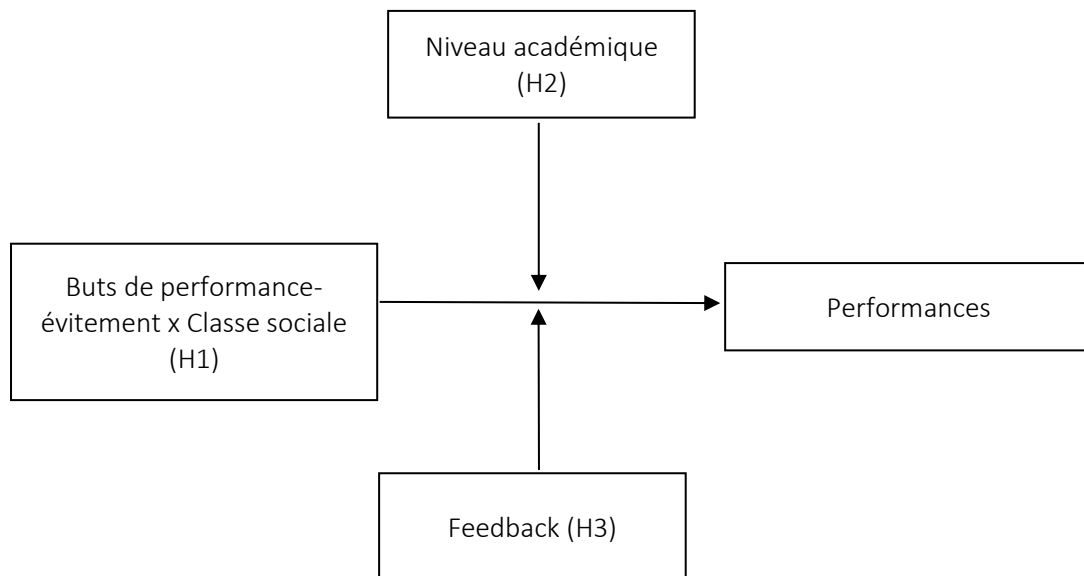 Niveau académique
(H2)
Buts de performance-
évitement x Classe sociale
(H1)
Performances
Feedback (H3)